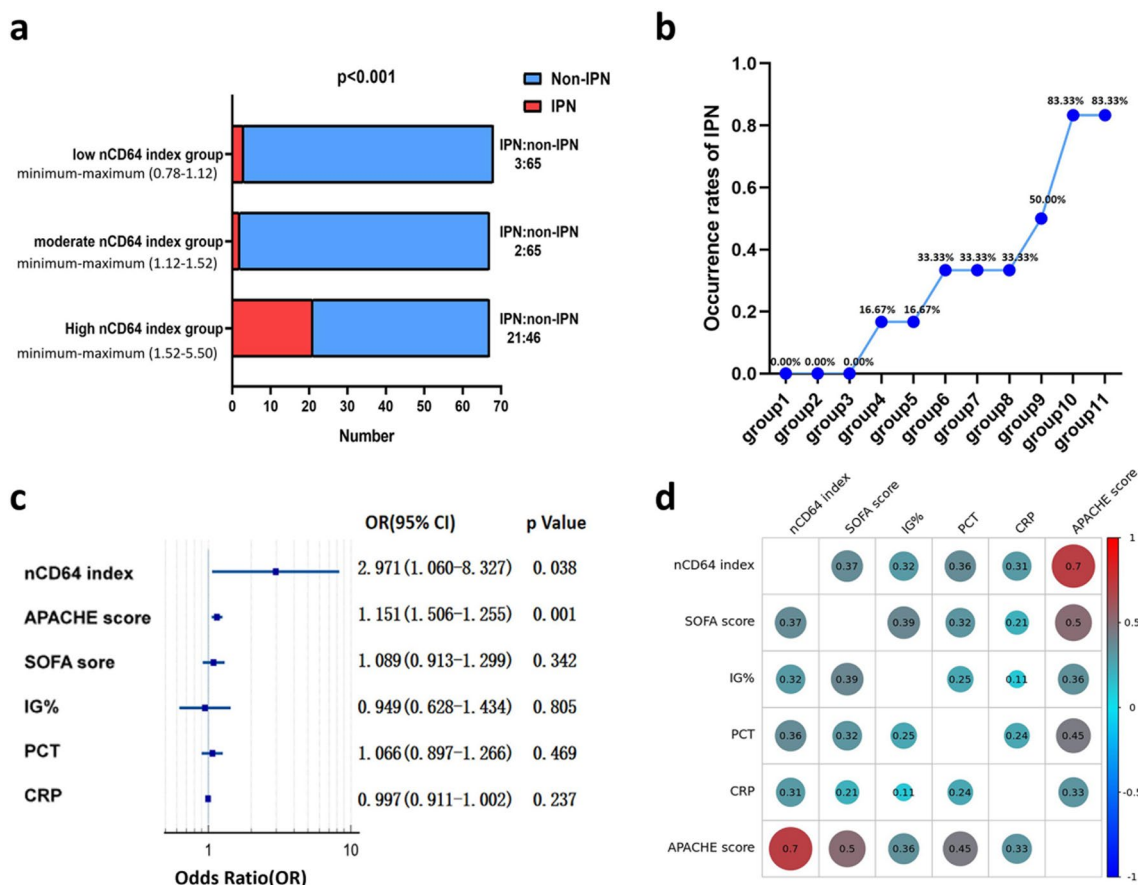 a
p<0.001
Non-IPN
IPN
low nCD64 index group
minimum-maximum (0.78-1.12)
IPN:non-IPN
3:65
moderate nCD64 index group
minimum-maximum (1.12-1.52)
IPN:non-IPN
2:65
High nCD64 index group
minimum-maximum (1.52-5.50)
IPN:non-IPN
21:46
0 10 20 30 40 50 60 70
Number
b
Occurrence rates of IPN
1.0
0.8
0.6
0.4
0.2
0.0
0.00% 0.00% 0.00% 16.67% 16.67% 33.33% 33.33% 33.33% 50.00% 83.33% 83.33%
group1 group2 group3 group4 group5 group6 group7 group8 group9 group10 group11
c
OR(95% CI) p Value
nCD64 index 2.971(1.060-8.327) 0.038
APACHE score 1.151(1.506-1.255) 0.001
SOFA sore 1.089(0.913-1.299) 0.342
IG% 0.949(0.628-1.434) 0.805
PCT 1.066(0.897-1.266) 0.469
CRP 0.997(0.911-1.002) 0.237
1 10
Odds Ratio(OR)
d
nCD64 index SOFA score IG% PCT CRP APACHE score
nCD64 index 0.37 0.32 0.36 0.31 0.7
SOFA score 0.37 0.39 0.32 0.21 0.5
IG% 0.32 0.39 0.25 0.11 0.36
PCT 0.36 0.32 0.25 0.24 0.45
CRP 0.31 0.21 0.11 0.24 0.33
APACHE score 0.7 0.5 0.36 0.45 0.33
1
0.5
0
-0.5
-1